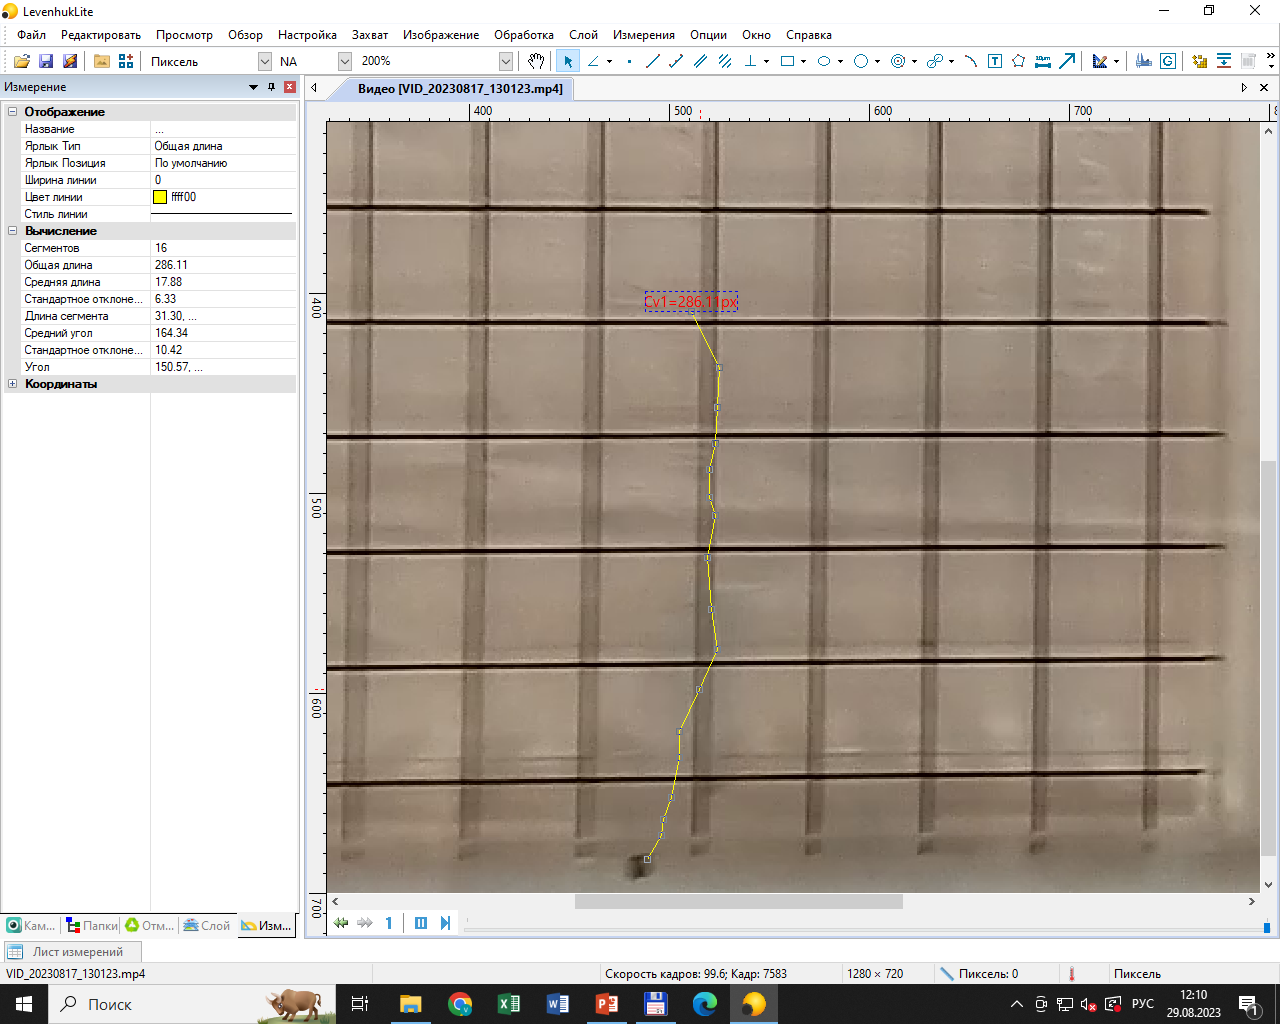 LevenhukLite
Файл Редактировать Просмотр Обзор Настройка Захват Изображение Обработка Слой Измерения Опции Окно Справка
Пиксель NA 200%
Измерение
Видео [VID_20230817_130123.mp4]
400 500 600 700
Отображение
Название ...
Ярлык Тип Общая длина
Ярлык Позиция По умолчанию
Ширина линии 0
Цвет линии ffff00
Стиль линии
Вычисление
Сегментов 16
Общая длина 286.11
Средняя длина 17.88
Стандартное отклоне... 6.33
Длина сегмента 31.30, ...
Средний угол 164.34
Стандартное отклоне... 10.42
Угол 150.57, ...
Координаты
Cv1=286.11px
400
500
600
700
Кам... Папки Отм... Слой Изм...
1
Лист измерений
VID_20230817_130123.mp4 Скорость кадров: 99.6; Кадр: 7583 1280 × 720 Пиксель: 0 Пиксель
Поиск
РУС
12:10
29.08.2023
1